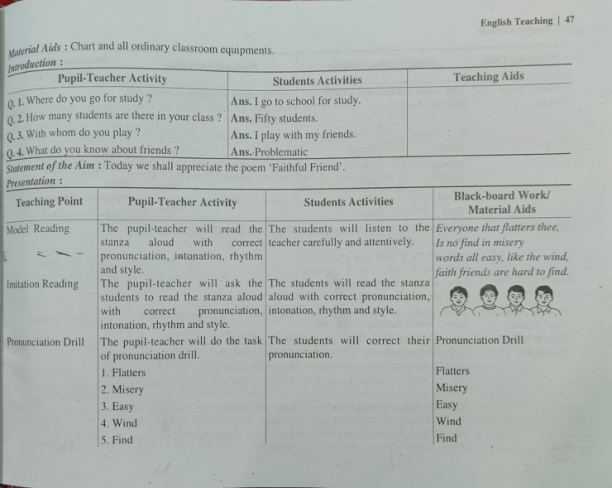 English Teaching | 47
Material Aids : Chart and all ordinary classroom equipments.
Introduction :
Pupil-Teacher Activity Students Activities Teaching Aids
Q. 1. Where do you go for study ? Ans. I go to school for study.
Q. 2. How many students are there in your class ? Ans. Fifty students.
Q. 3. With whom do you play ? Ans. I play with my friends.
Q. 4. What do you know about friends ? Ans. Problematic
Statement of the Aim : Today we shall appreciate the poem 'Faithful Friend'.
Presentation :
Teaching Point Pupil-Teacher Activity Students Activities Black-board Work/
Material Aids
Model Reading
The pupil-teacher will read the
stanza aloud with correct
pronunciation, intonation, rhythm
and style.
The students will listen to the
teacher carefully and attentively.
Everyone that flatters thee,
Is no find in misery
words all easy, like the wind,
faith friends are hard to find.
Imitation Reading
The pupil-teacher will ask the
students to read the stanza aloud
with correct pronunciation,
intonation, rhythm and style.
The students will read the stanza
aloud with correct pronunciation,
intonation, rhythm and style.
Pronunciation Drill
The pupil-teacher will do the task
of pronunciation drill.
1. Flatters
2. Misery
3. Easy
4. Wind
5. Find
The students will correct their
pronunciation.
Pronunciation Drill
Flatters
Misery
Easy
Wind
Find